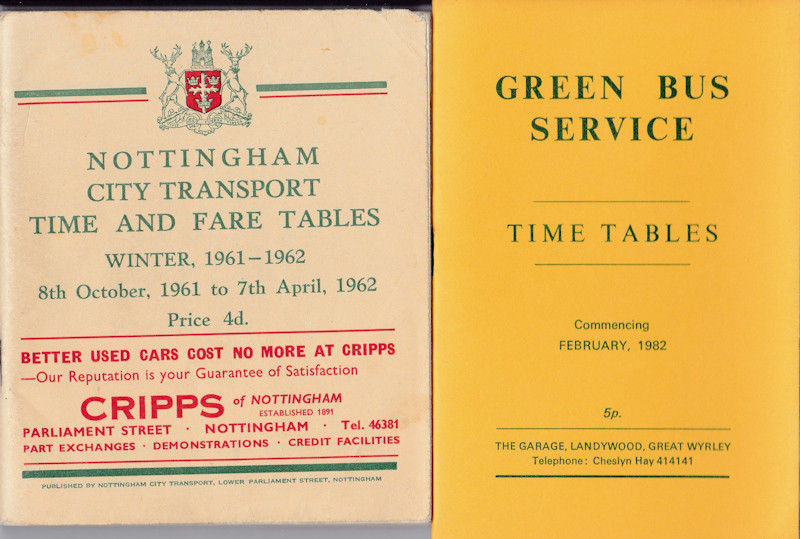 NOTTINGHAM
CITY TRANSPORT
TIME AND FARE TABLES
WINTER, 1961-1962
8th October, 1961 to 7th April, 1962
Price 4d.
BETTER USED CARS COST NO MORE AT CRIPPS
—Our Reputation is your Guarantee of Satisfaction
CRIPPS of NOTTINGHAM
ESTABLISHED 1891
PARLIAMENT STREET · NOTTINGHAM · Tel. 46381
PART EXCHANGES · DEMONSTRATIONS · CREDIT FACILITIES
PUBLISHED BY NOTTINGHAM CITY TRANSPORT, LOWER PARLIAMENT STREET, NOTTINGHAM
GREEN BUS
SERVICE
TIME TABLES
Commencing
FEBRUARY, 1982
5p.
THE GARAGE, LANDYWOOD, GREAT WYRLEY
Telephone: Cheslyn Hay 414141